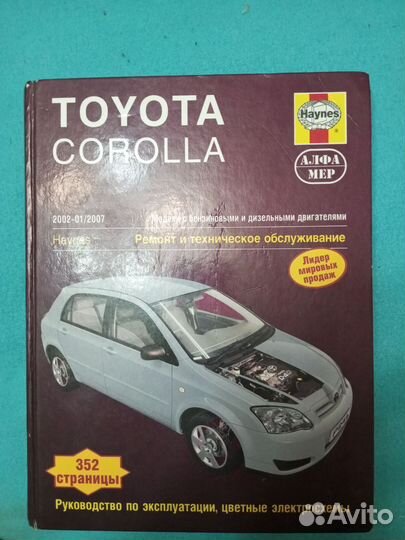 TOYOTA
COROLLA
Haynes
АЛФА
МЕР
2002-01/2007
Модели с бензиновыми и дизельными двигателями
Haynes
Ремонт и техническое обслуживание
Лидер
мировых
продаж
352
страницы
Руководство по эксплуатации, цветные электросхемы
Avito